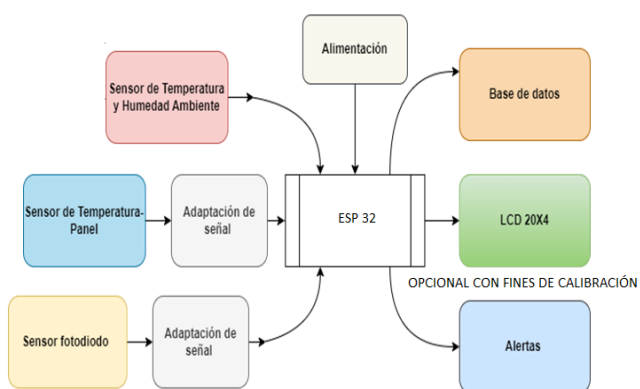 Alimentación
Sensor de Temperatura
y Humedad Ambiente
Base de datos
Sensor de Temperatura-
Panel
Adaptación de
señal
ESP 32
LCD 20X4
OPCIONAL CON FINES DE CALIBRACIÓN
Sensor fotodiodo
Adaptación de
señal
Alertas